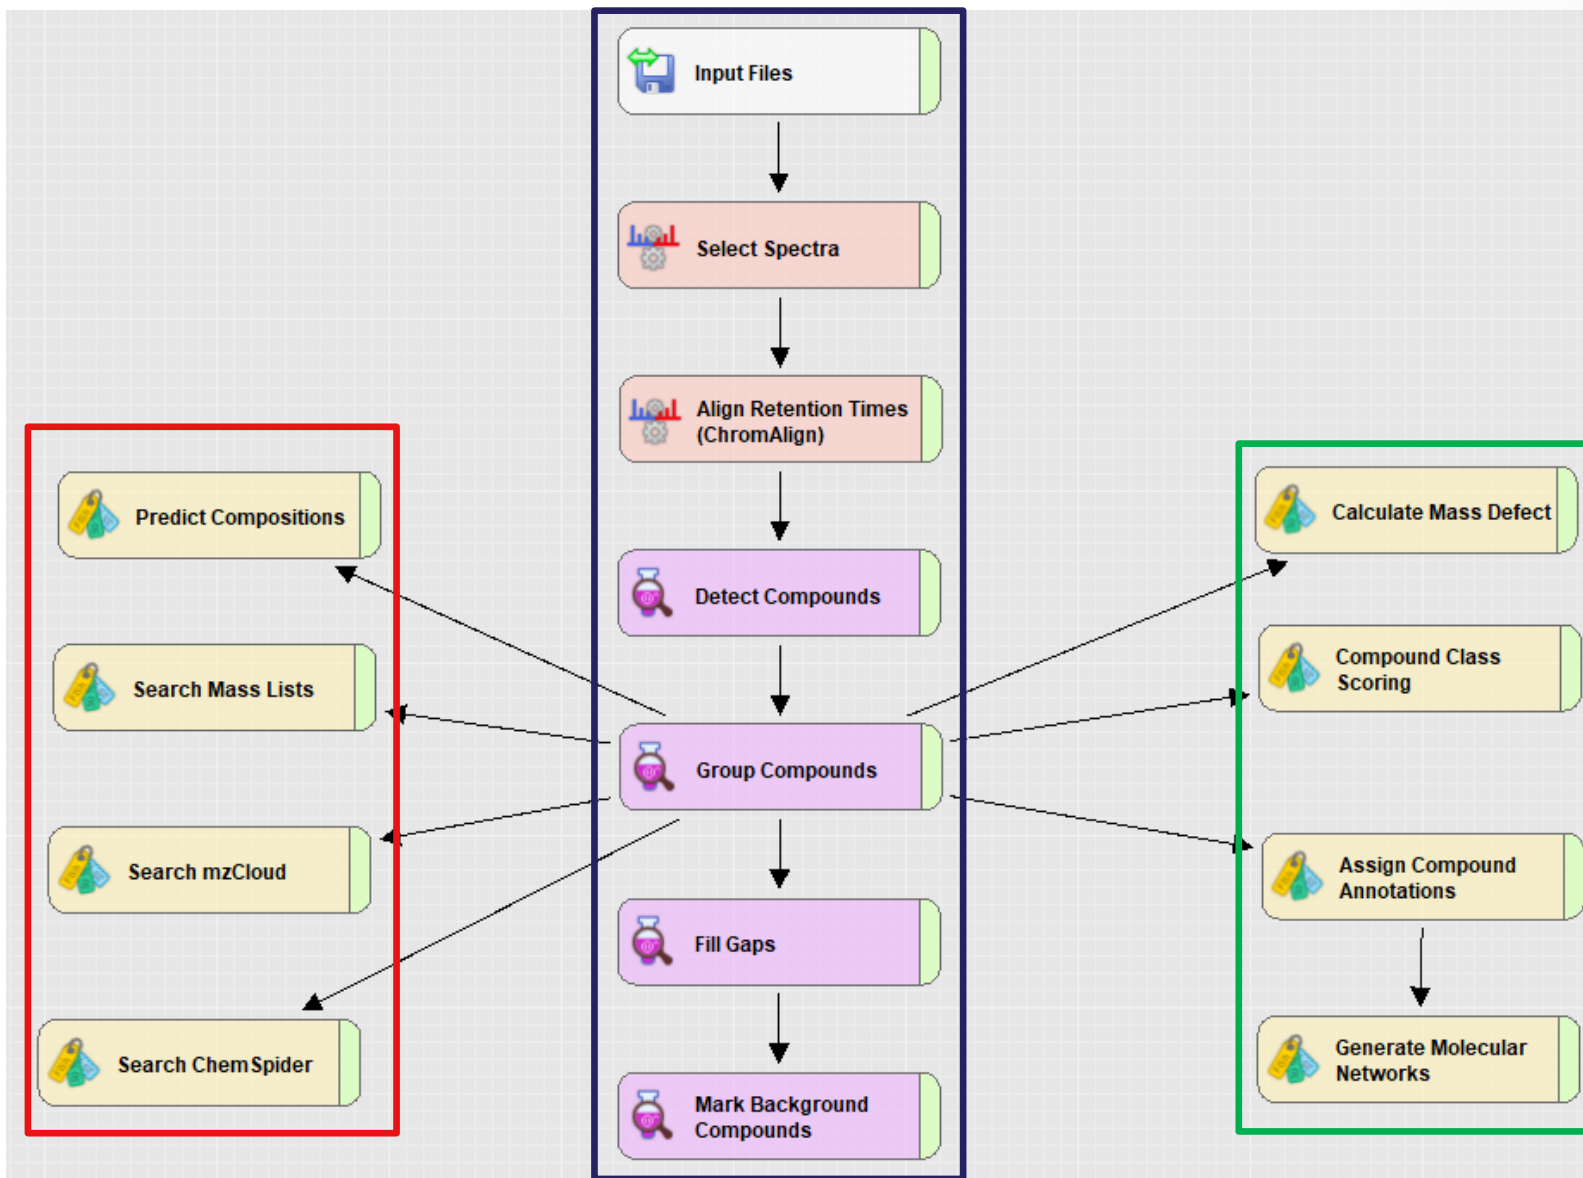 Input Files
Select Spectra
Align Retention Times
(ChromAlign)
Detect Compounds
Group Compounds
Fill Gaps
Mark Background
Compounds
Predict Compositions
Search Mass Lists
Search mzCloud
Search ChemSpider
Calculate Mass Defect
Compound Class
Scoring
Assign Compound
Annotations
Generate Molecular
Networks